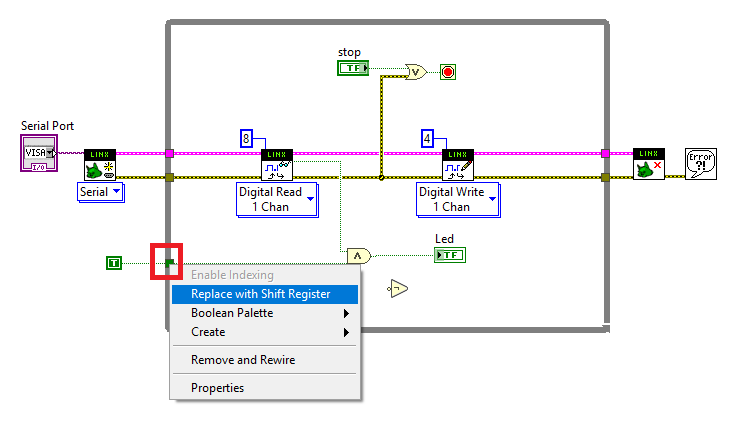 stop
TF
V
Serial Port
VISA
I/O
8
4
LINX
LINX
LINX
LINX
Error
?!
Serial
Digital Read
1 Chan
Digital Write
1 Chan
Led
TF
T
Λ
¬
Enable Indexing
Replace with Shift Register
Boolean Palette
Create
Remove and Rewire
Properties